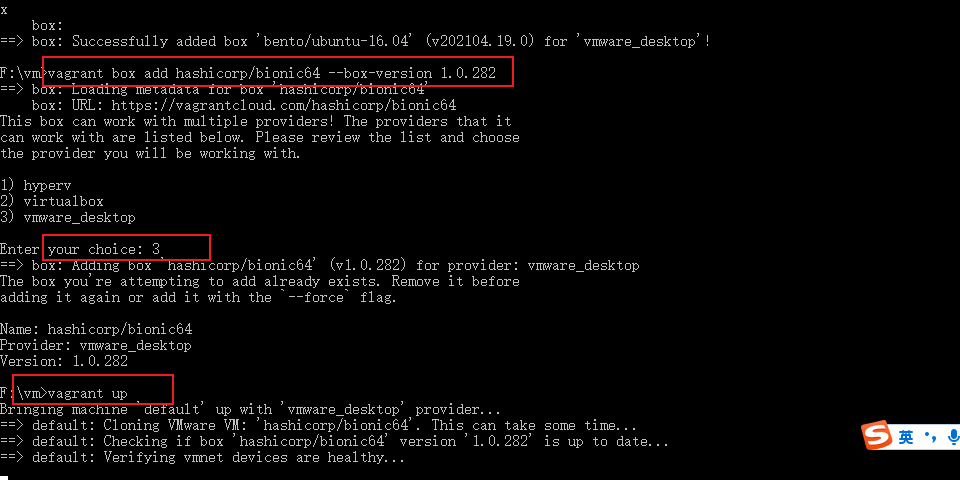 x
box:
==> box: Successfully added box 'bento/ubuntu-16.04' (v202104.19.0) for 'vmware_desktop'!
F:\vm>vagrant box add hashicorp/bionic64 --box-version 1.0.282
==> box: Loading metadata for box 'hashicorp/bionic64'
box: URL: https://vagrantcloud.com/hashicorp/bionic64
This box can work with multiple providers! The providers that it
can work with are listed below. Please review the list and choose
the provider you will be working with.
1) hyperv
2) virtualbox
3) vmware_desktop
Enter your choice: 3
==> box: Adding box 'hashicorp/bionic64' (v1.0.282) for provider: vmware_desktop
The box you're attempting to add already exists. Remove it before
adding it again or add it with the `--force` flag.
Name: hashicorp/bionic64
Provider: vmware_desktop
Version: 1.0.282
F:\vm>vagrant up
Bringing machine 'default' up with 'vmware_desktop' provider...
==> default: Cloning VMware VM: 'hashicorp/bionic64'. This can take some time...
==> default: Checking if box 'hashicorp/bionic64' version '1.0.282' is up to date...
==> default: Verifying vmnet devices are healthy...
S 英